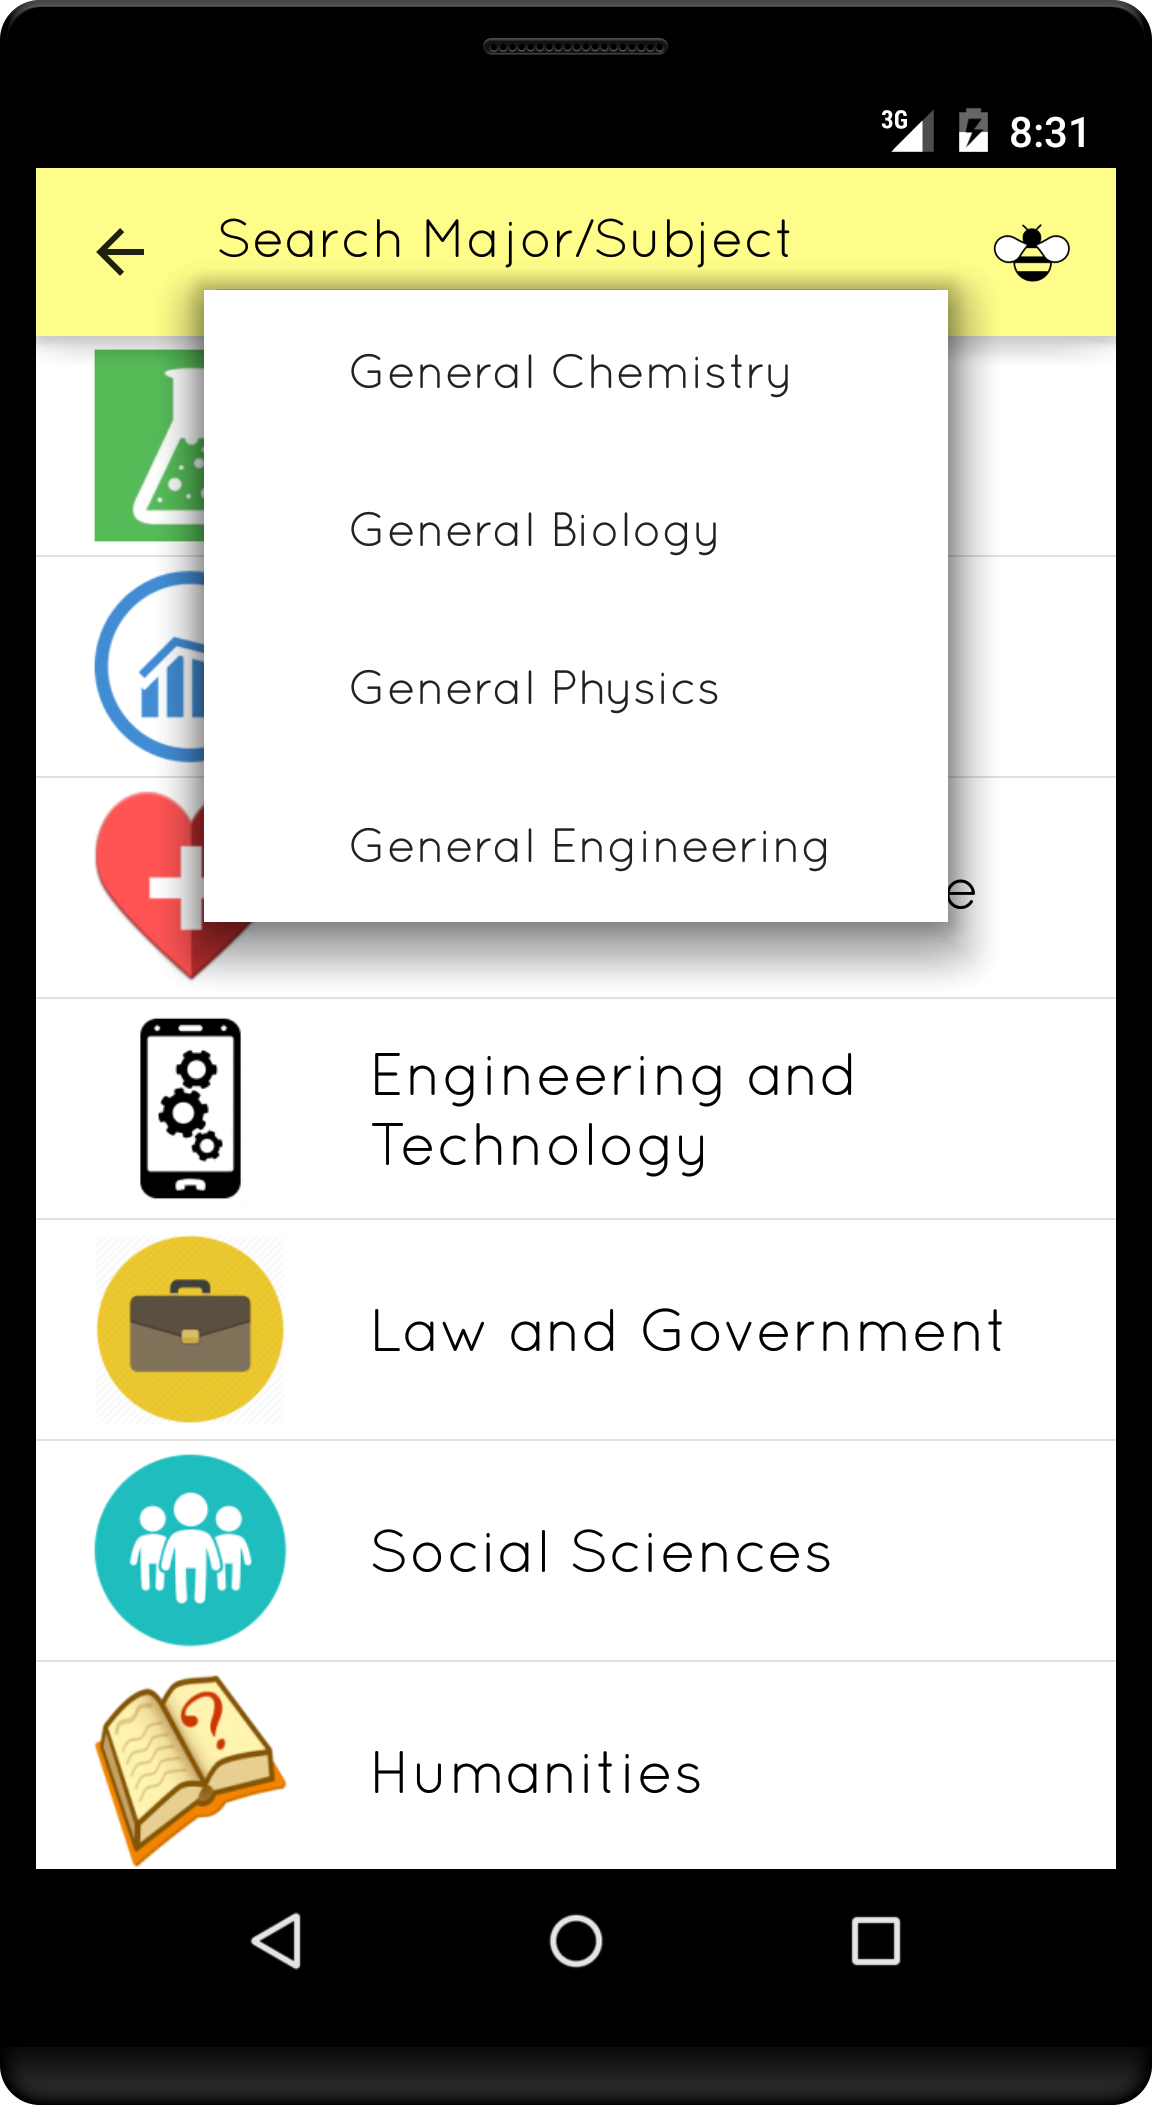 3G 8:31
Search Major/Subject
General Chemistry
General Biology
General Physics
General Engineering
e
Engineering and
Technology
Law and Government
Social Sciences
?
Humanities